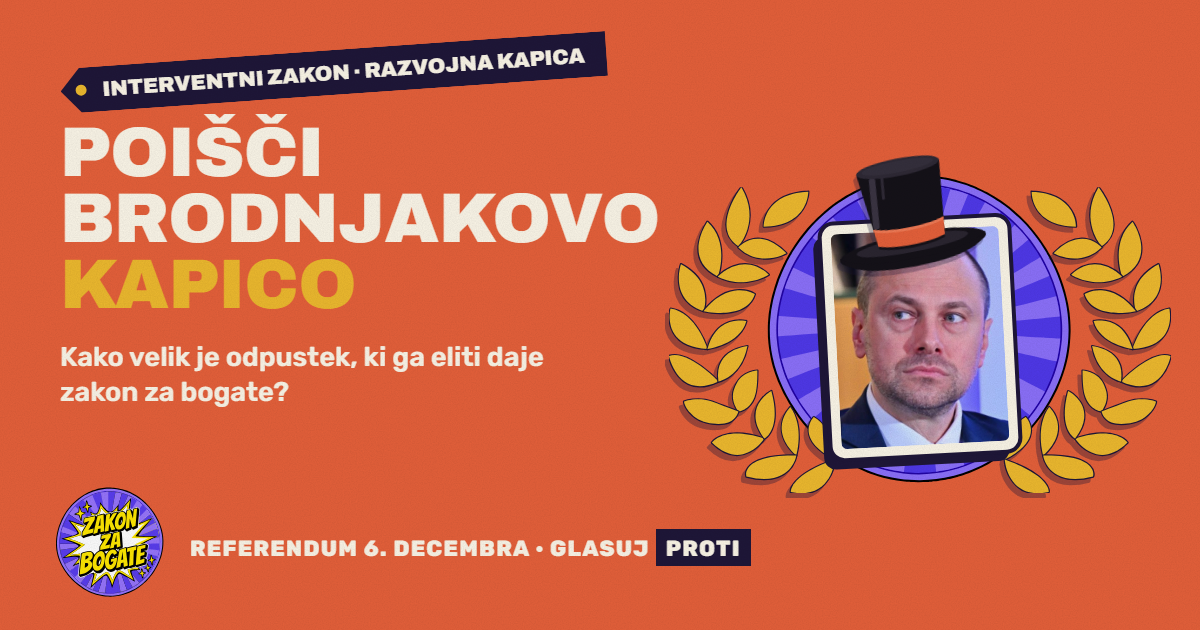 INTERVENTNI ZAKON · RAZVOJNA KAPICA
POIŠČI
BRODNJAKOVO
KAPICO
Kako velik je odpustek, ki ga eliti daje
zakon za bogate?
ZAKON
ZA
BOGATE
REFERENDUM 6. DECEMBRA · GLASUJ PROTI